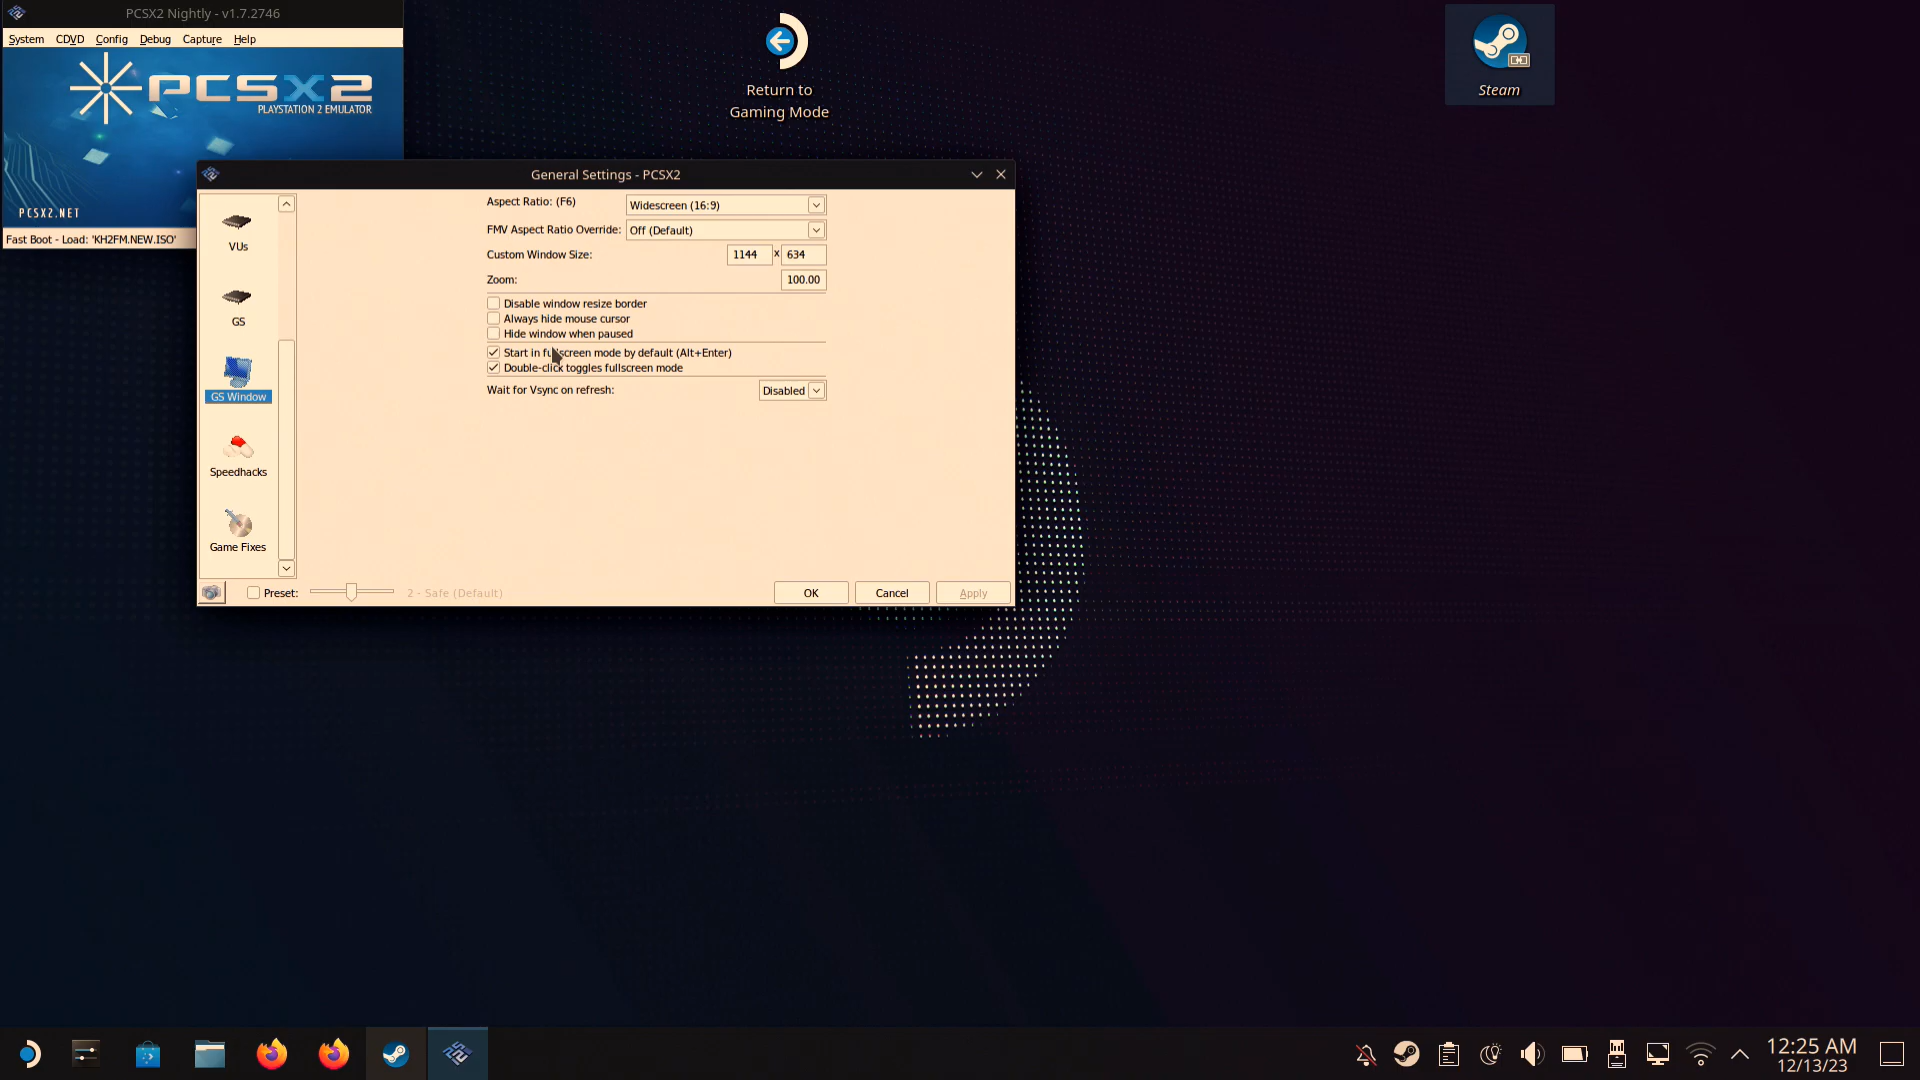 PCSX2 Nightly - v1.7.2746
System CDVD Config Debug Capture Help
PCSX2
PLAYSTATION 2 EMULATOR
PCSX2.NET
Fast Boot - Load: 'KH2FM.NEW.ISO'
Return to
Gaming Mode
Steam
General Settings - PCSX2
VUs
GS
GS Window
Speedhacks
Game Fixes
Aspect Ratio: (F6) Widescreen (16:9)
FMV Aspect Ratio Override: Off (Default)
Custom Window Size: 1144 x 634
Zoom: 100.00
Disable window resize border
Always hide mouse cursor
Hide window when paused
Start in fullscreen mode by default (Alt+Enter)
Double-click toggles fullscreen mode
Wait for Vsync on refresh: Disabled
Preset: 2 - Safe (Default)
OK Cancel Apply
12:25 AM
12/13/23